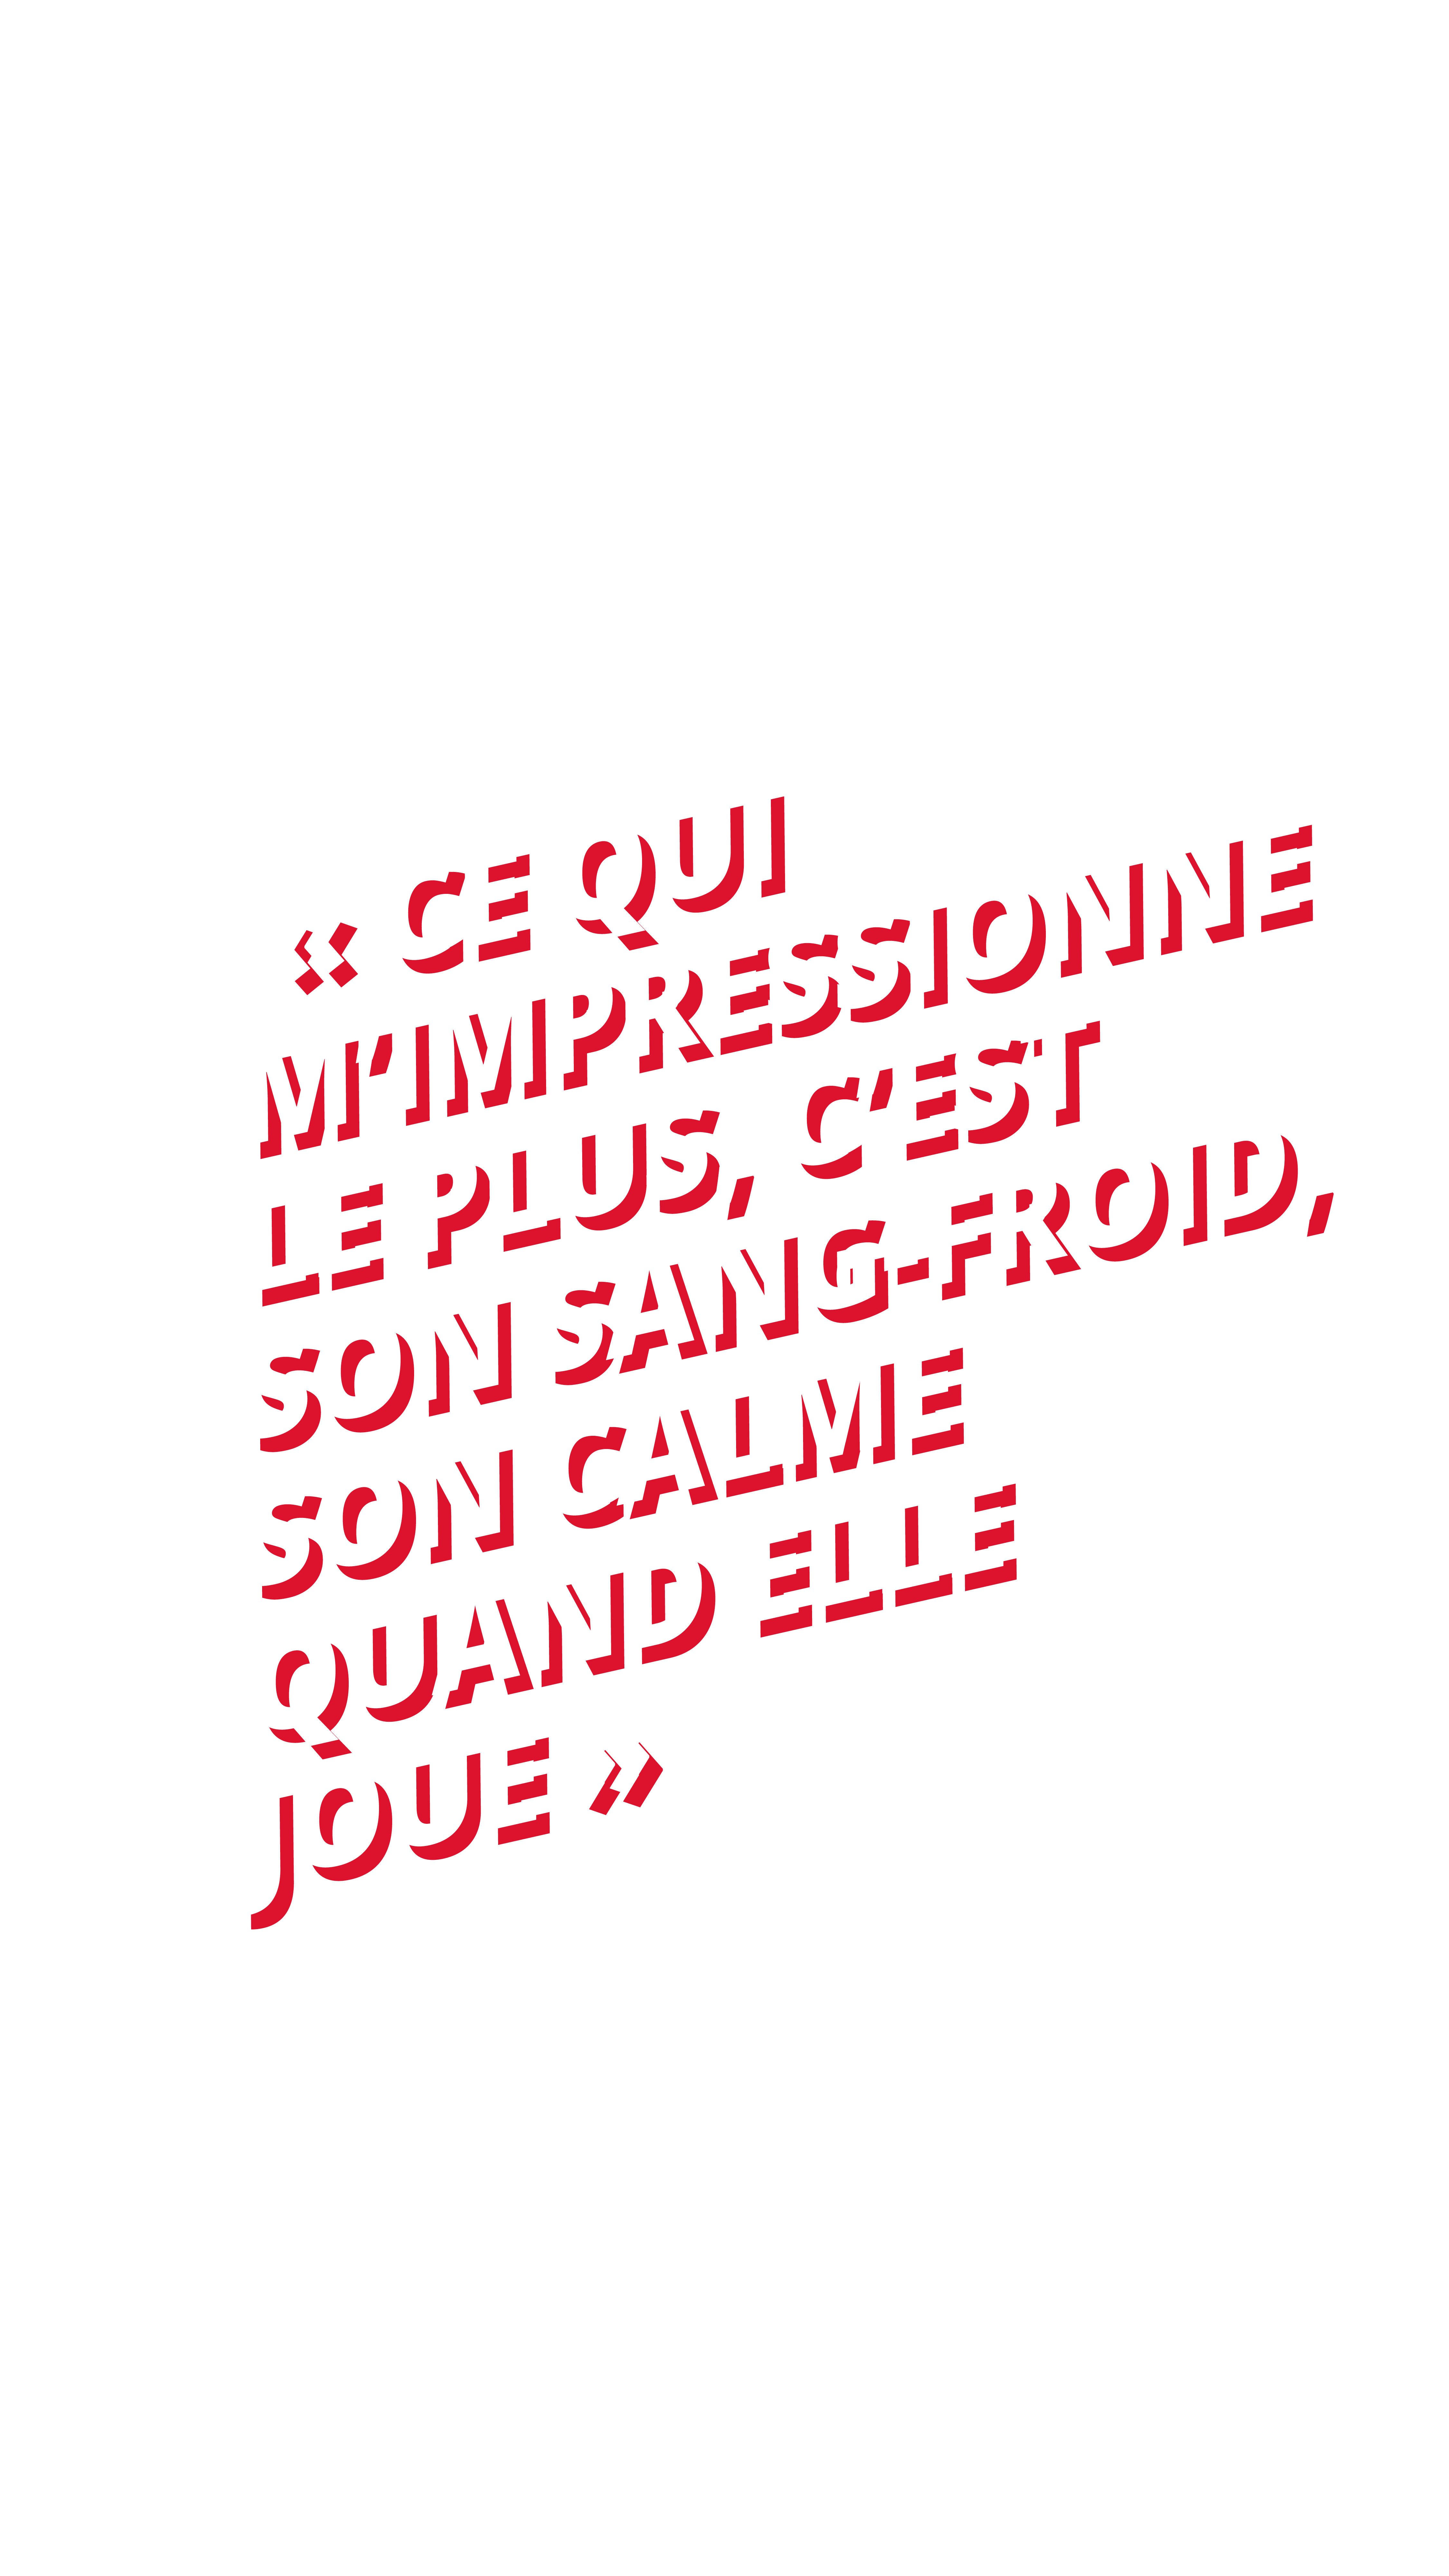 « CE QUI
M’IMPRESSIONNE
LE PLUS, C’EST
SON SANG-FROID,
SON CALME
QUAND ELLE
JOUE »